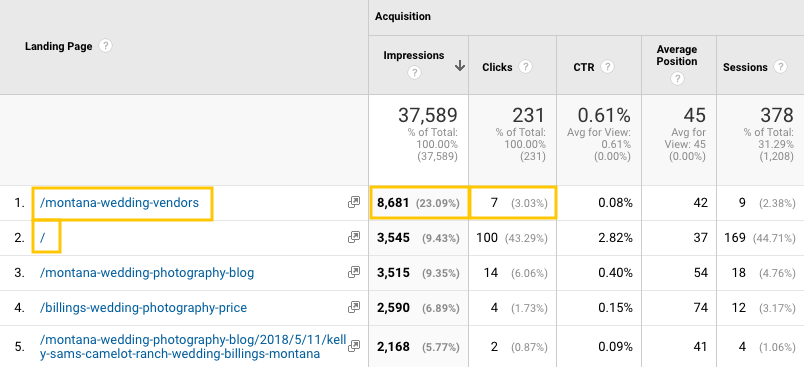 Acquisition
Landing Page ?
Impressions ? Clicks ? CTR ? Average Position ? Sessions ?
37,589 231 0.61% 45 378
% of Total: 100.00% (37,589) % of Total: 100.00% (231) Avg for View: 0.61% (0.00%) Avg for View: 45 (0.00%) % of Total: 31.29% (1,208)
1. /montana-wedding-vendors 8,681 (23.09%) 7 (3.03%) 0.08% 42 9 (2.38%)
2. / 3,545 (9.43%) 100 (43.29%) 2.82% 37 169 (44.71%)
3. /montana-wedding-photography-blog 3,515 (9.35%) 14 (6.06%) 0.40% 54 18 (4.76%)
4. /billings-wedding-photography-price 2,590 (6.89%) 4 (1.73%) 0.15% 74 12 (3.17%)
5. /montana-wedding-photography-blog/2018/5/11/kell
y-sams-camelot-ranch-wedding-billings-montana 2,168 (5.77%) 2 (0.87%) 0.09% 41 4 (1.06%)